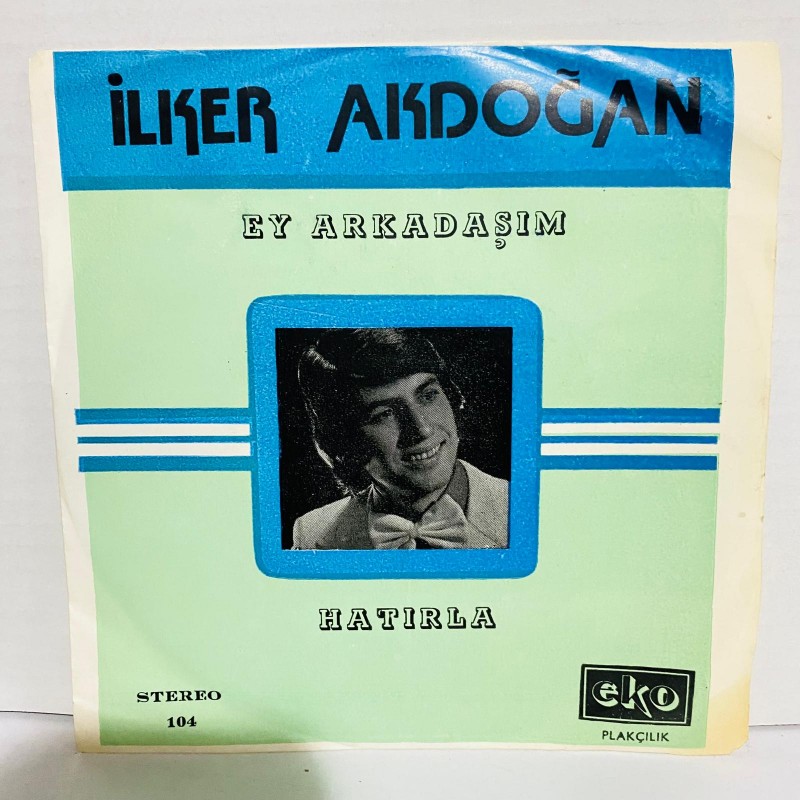 İLKER AKDOĞAN
EY ARKADAŞIM
HATIRLA
STEREO
104
eko
PLAKÇILIK